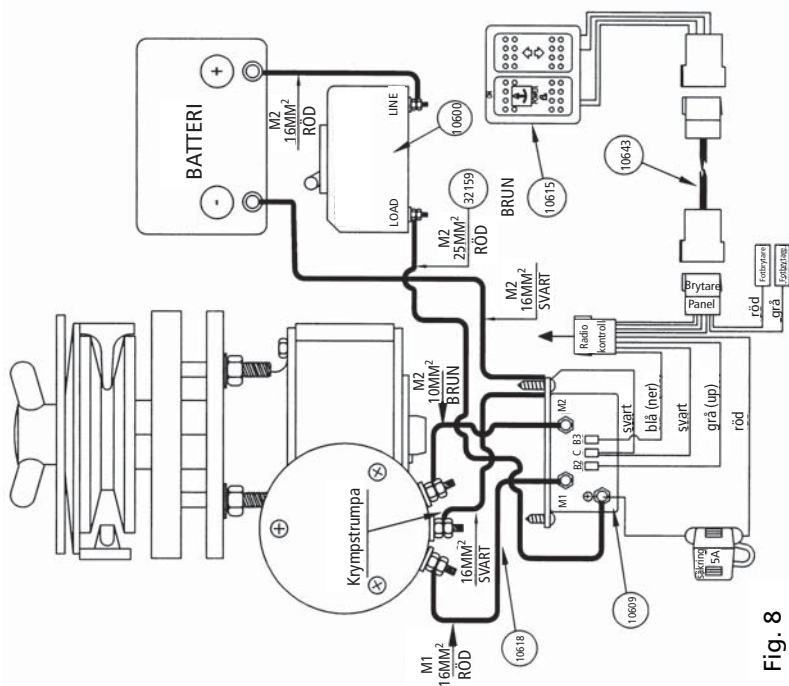 BATTERI
+
-
M2
16MM²
RÖD
LINE
LOAD
10600
M2
25MM²
RÖD
32159
M2
16MM²
SVART
ON
POWER
10615
BRUN
10643
Brytare
Panel
Fotbrytare
Fotbrytare
röd
grå
Radio
kontroll
svart
blå (ner)
svart
grå (up)
röd
M2
10MM²
BRUN
Krympstrumpa
16MM²
SVART
M1
16MM²
RÖD
10618
M1
M2
B2 C B3
+
10609
säkring
5A
Fig. 8